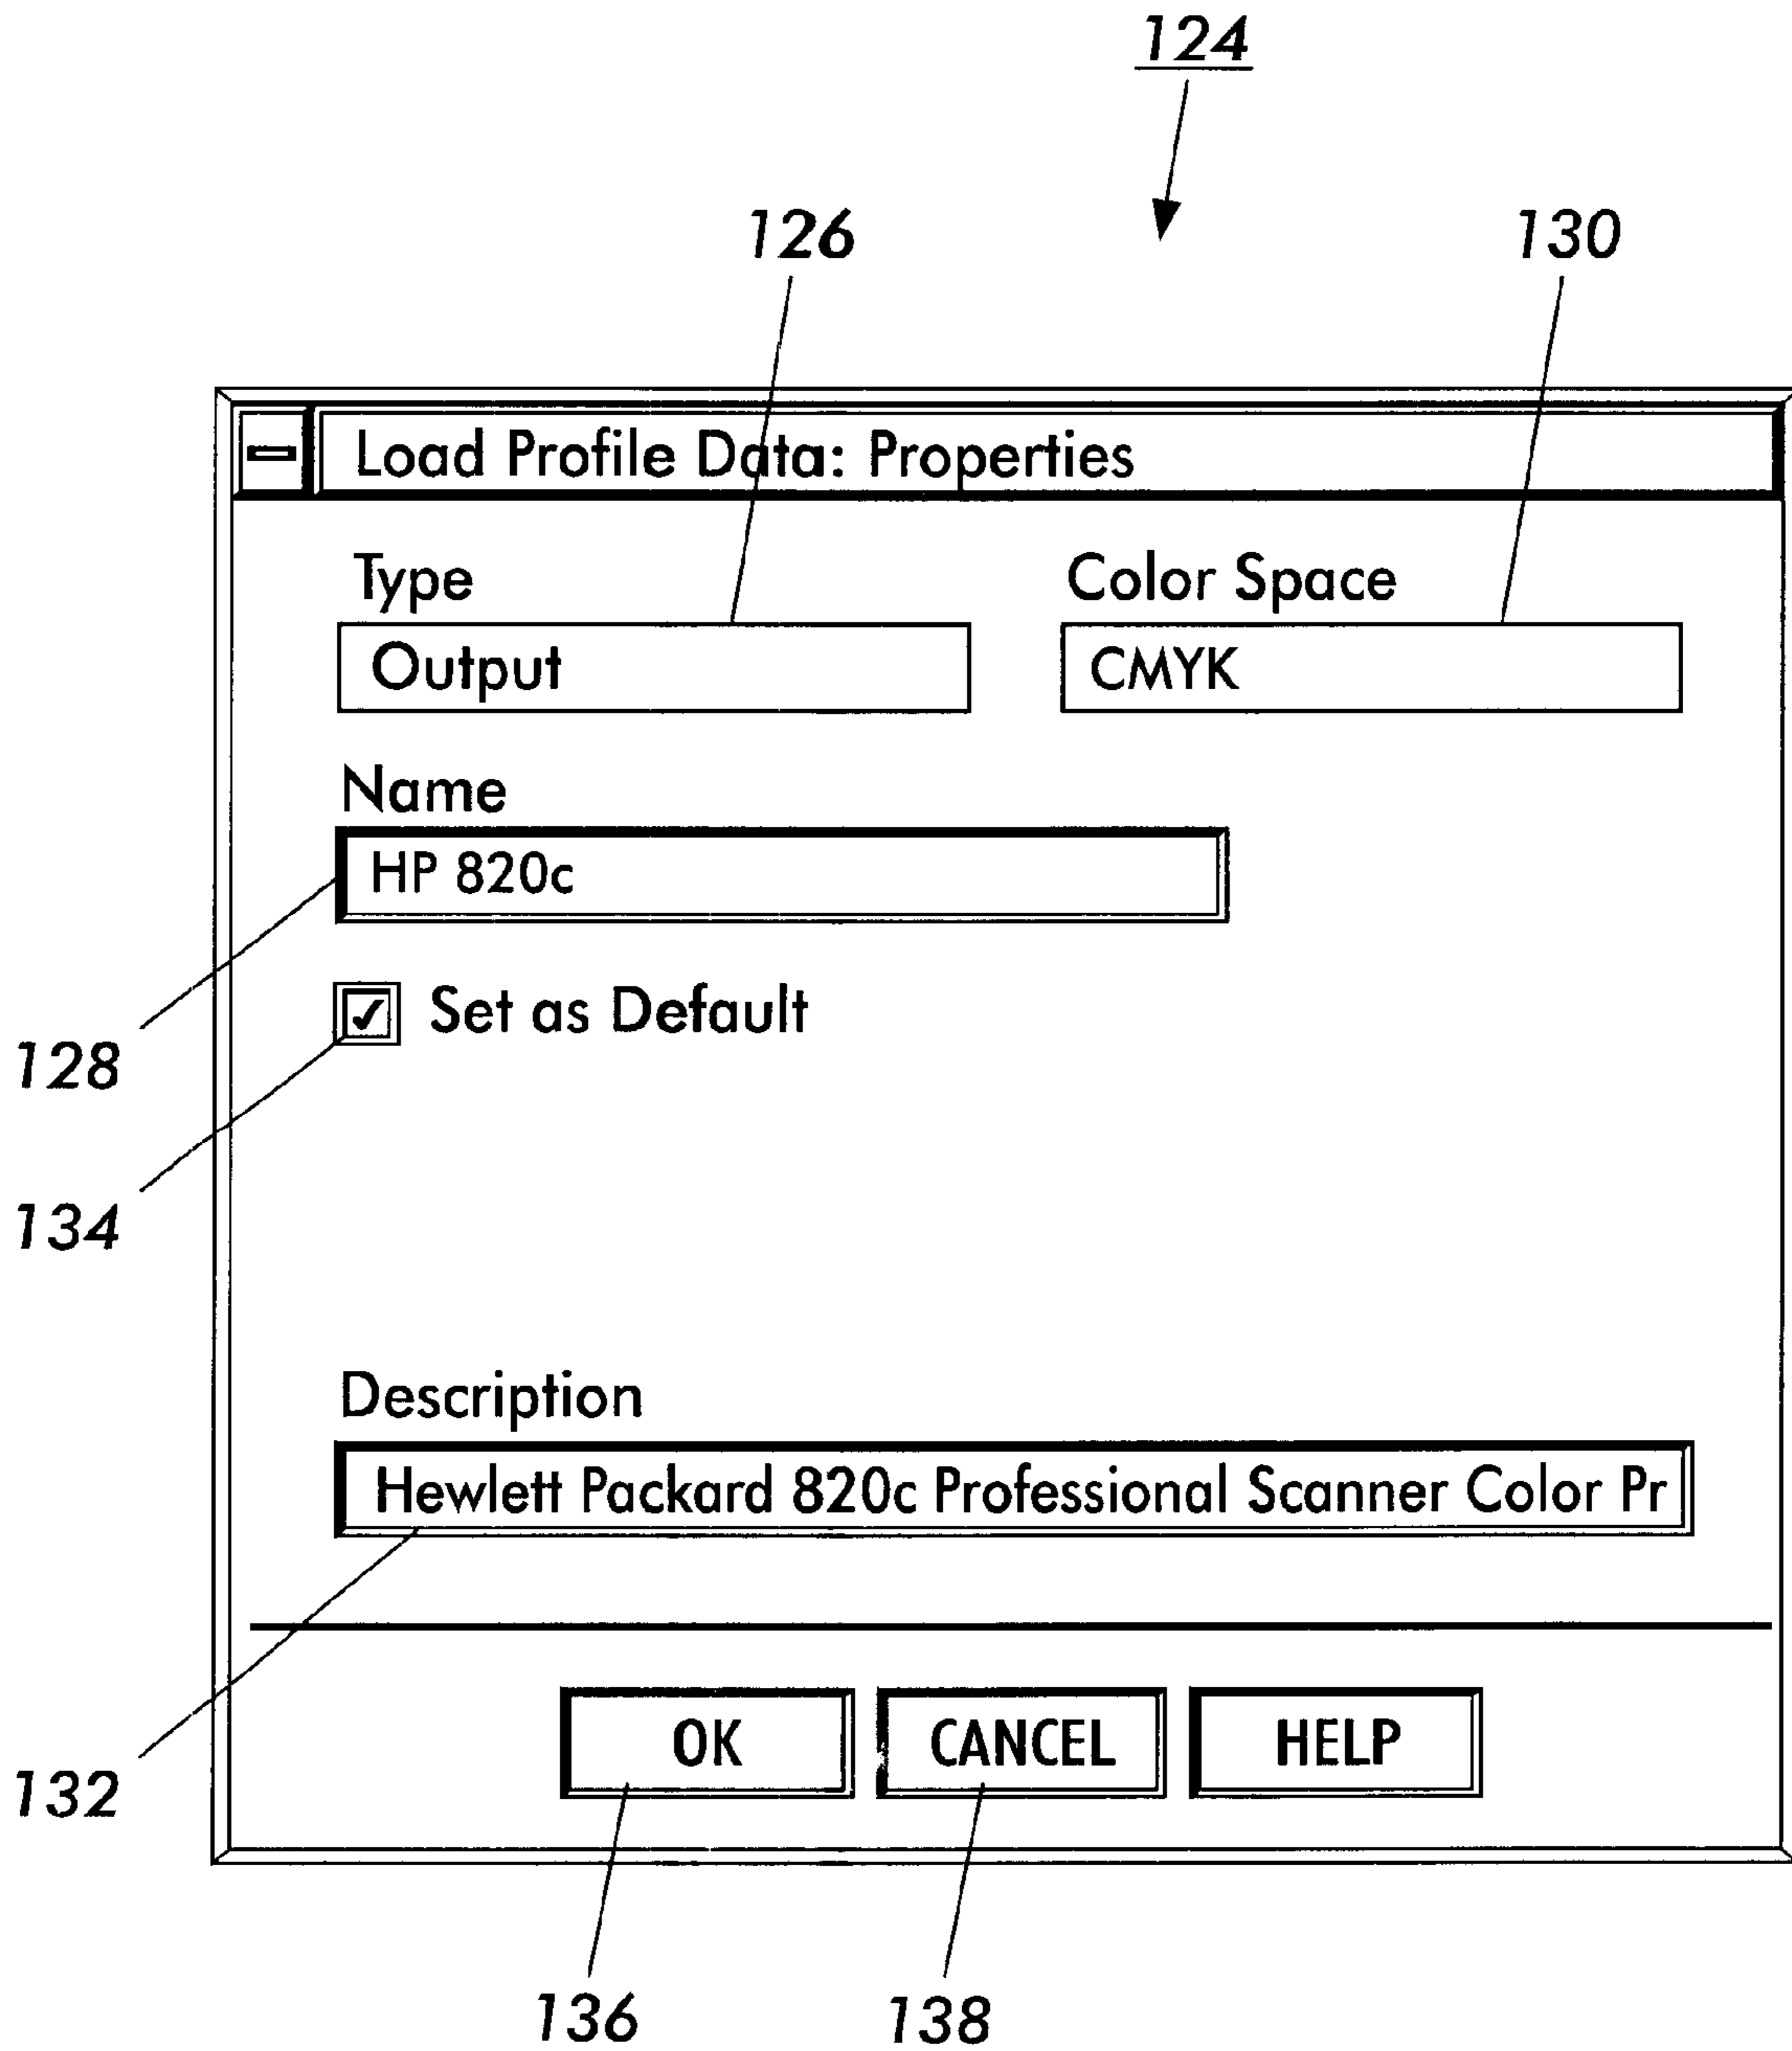 124
126 130
Load Profile Data: Properties
Type Color Space
Output CMYK
Name
HP 820c
Set as Default
128
134
Description
Hewlett Packard 820c Professional Scanner Color Pr
OK CANCEL HELP
132
136 138